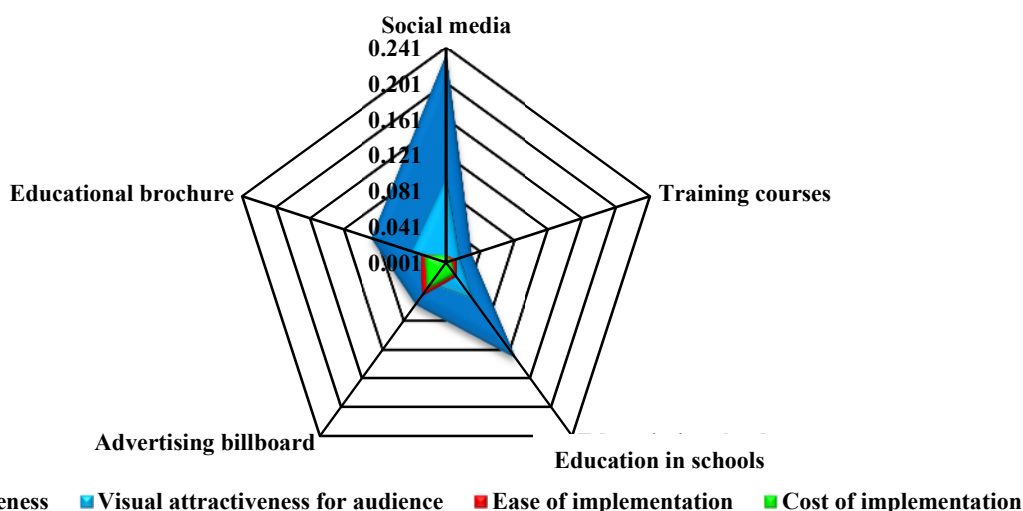 Social media
0.241
0.201
0.161
0.121
0.081
0.041
0.001
Educational brochure
Training courses
Advertising billboard
Education in schools
eness Visual attractiveness for audience Ease of implementation Cost of implementation